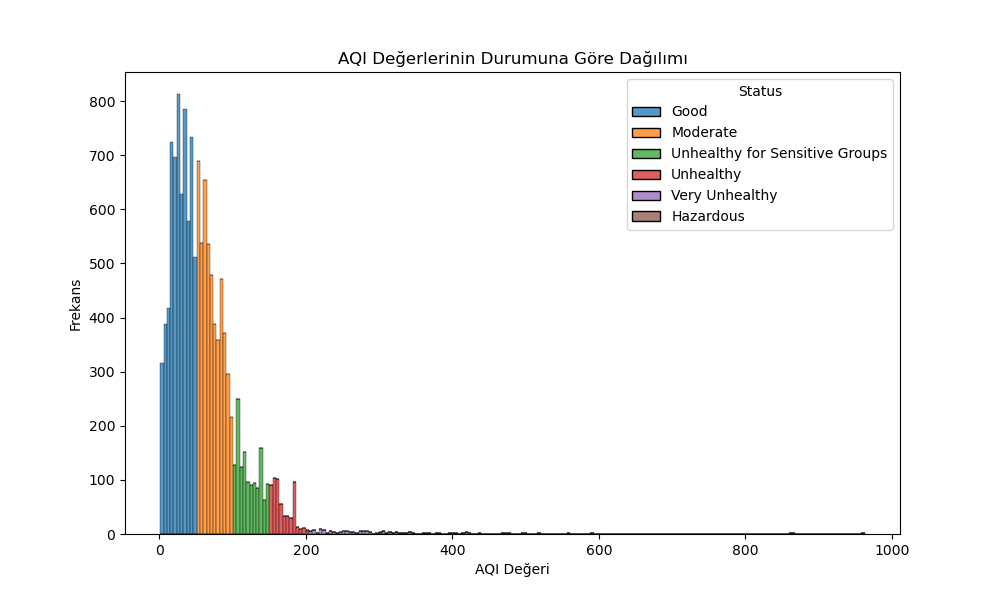 AQI Değerlerinin Durumuna Göre Dağılımı
Status
Good
Moderate
Unhealthy for Sensitive Groups
Unhealthy
Very Unhealthy
Hazardous
Frekans
800
700
600
500
400
300
200
100
0
0 200 400 600 800 1000
AQI Değeri